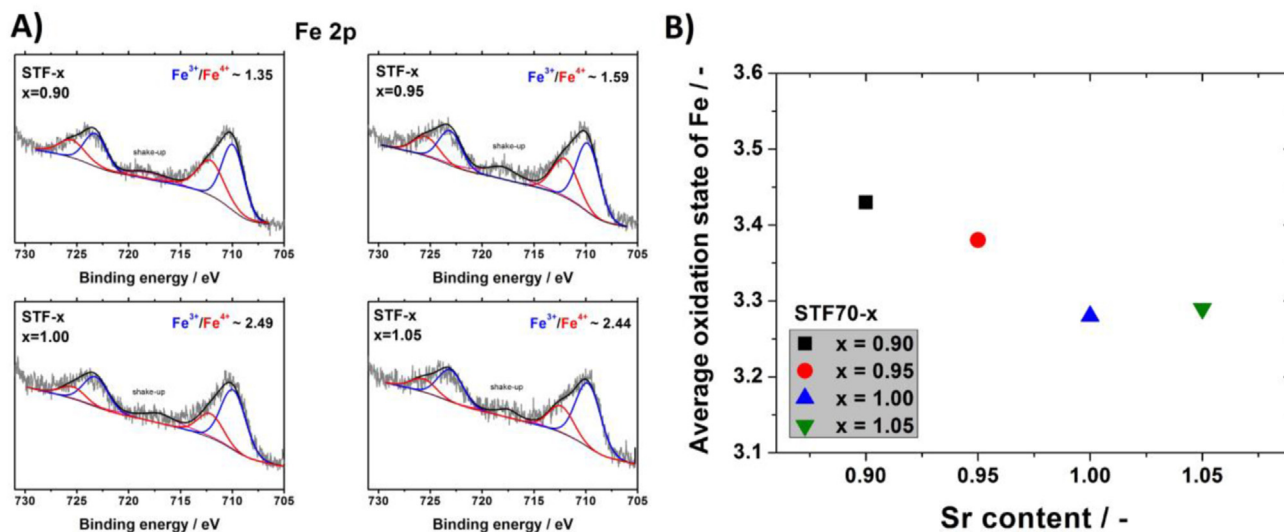 A)
Fe 2p
STF-x
x=0.90
Fe³⁺/Fe⁴⁺ ~ 1.35
shake-up
730 725 720 715 710 705
Binding energy / eV
STF-x
x=0.95
Fe³⁺/Fe⁴⁺ ~ 1.59
shake-up
730 725 720 715 710 705
Binding energy / eV
STF-x
x=1.00
Fe³⁺/Fe⁴⁺ ~ 2.49
shake-up
730 725 720 715 710 705
Binding energy / eV
STF-x
x=1.05
Fe³⁺/Fe⁴⁺ ~ 2.44
shake-up
730 725 720 715 710 705
Binding energy / eV
B)
Average oxidation state of Fe / -
3.6
3.5
3.4
3.3
3.2
3.1
STF70-x
x = 0.90
x = 0.95
x = 1.00
x = 1.05
0.90 0.95 1.00 1.05
Sr content / -